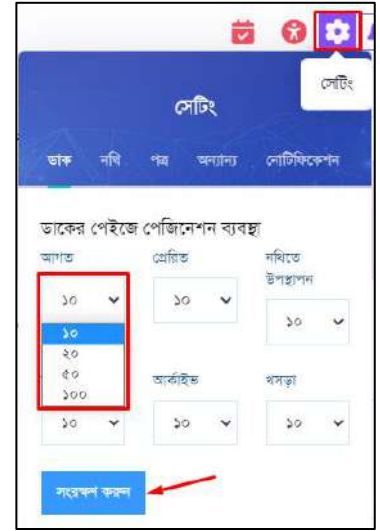 সেটিং
সেটিং
ডাক নথি পত্র অন্যান্য নোটিফিকেশন
ডাকের পেইজে পেজিনেশন ব্যবস্থা
আগত প্রেরিত নথিতে উপস্থাপন
১০ ১০ ১০
১০
২০
৫০
১০০
আর্কাইভ খসড়া
১০ ১০ ১০
সংরক্ষণ করুন